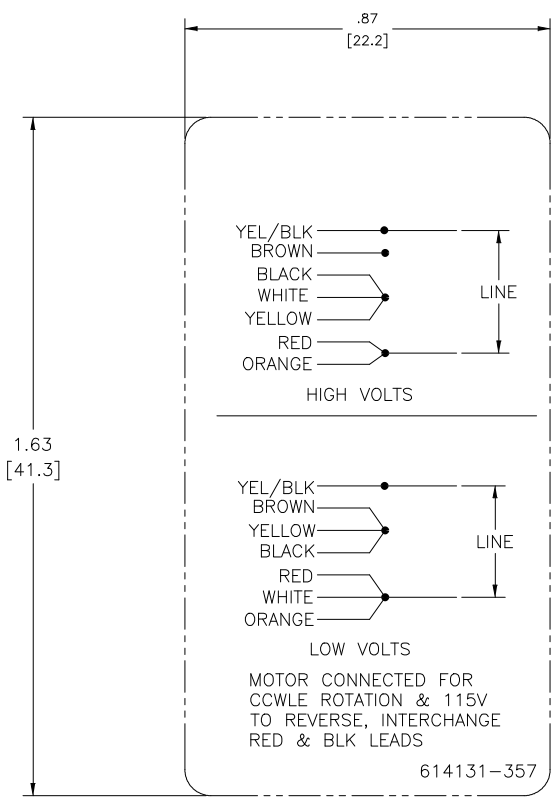 .87
[22.2]
YEL/BLK
BROWN
BLACK
WHITE
YELLOW
RED
ORANGE
LINE
HIGH VOLTS
1.63
[41.3]
YEL/BLK
BROWN
YELLOW
BLACK
RED
WHITE
ORANGE
LINE
LOW VOLTS
MOTOR CONNECTED FOR
CCWLE ROTATION & 115V
TO REVERSE, INTERCHANGE
RED & BLK LEADS
614131-357